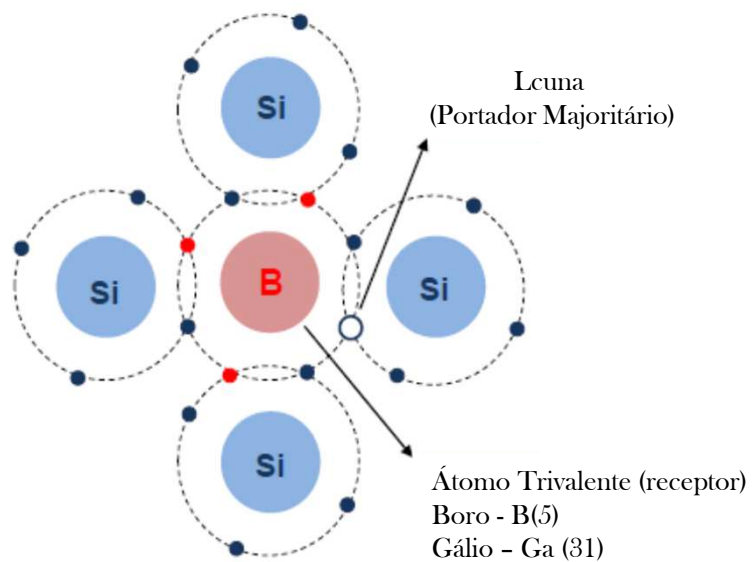 Si
Lcuna
(Portador Majoritário)
Si
B
Si
Si
Átomo Trivalente (receptor)
Boro - B(5)
Gálio – Ga (31)